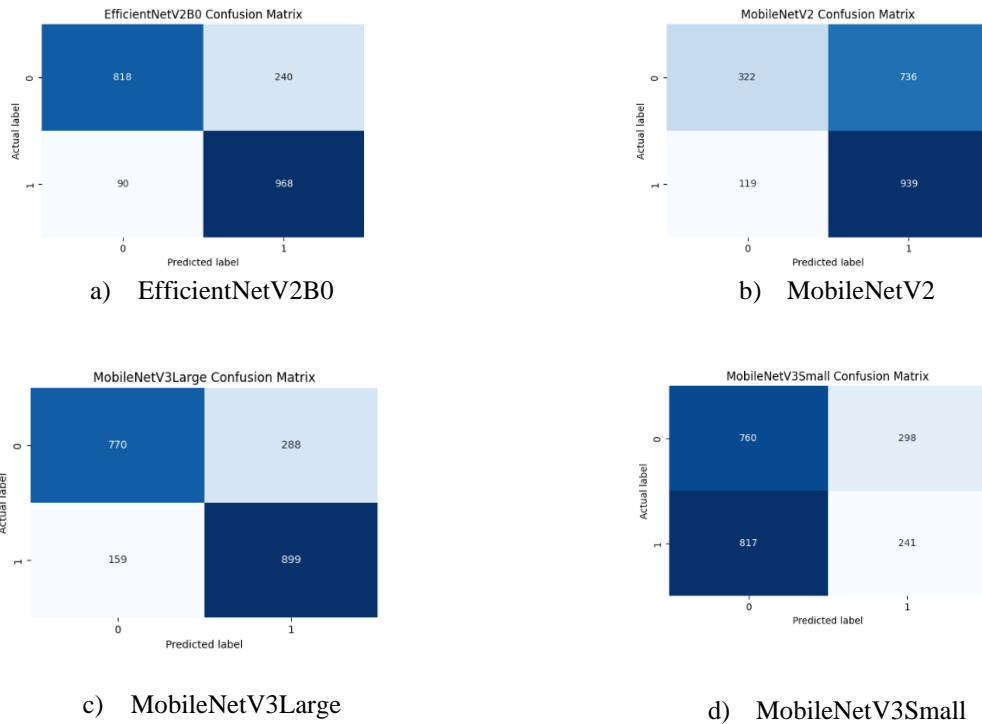 EfficientNetV2B0 Confusion Matrix
Actual label
0
818
240
1
90
968
0
1
Predicted label
a) EfficientNetV2B0
MobileNetV2 Confusion Matrix
Actual label
0
322
736
1
119
939
0
1
Predicted label
b) MobileNetV2
MobileNetV3Large Confusion Matrix
Actual label
0
770
288
1
159
899
0
1
Predicted label
c) MobileNetV3Large
MobileNetV3Small Confusion Matrix
Actual label
0
760
298
1
817
241
0
1
Predicted label
d) MobileNetV3Small